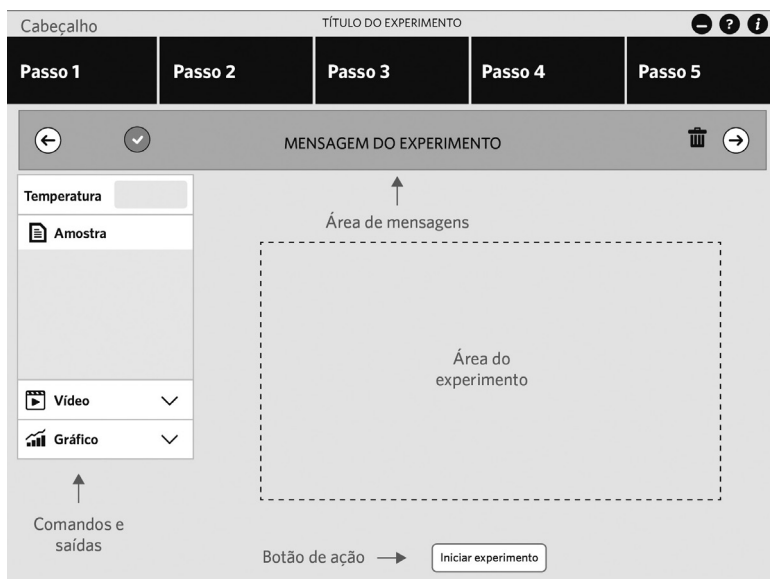 Cabeçalho
TÍTULO DO EXPERIMENTO
Passo 1
Passo 2
Passo 3
Passo 4
Passo 5
MENSAGEM DO EXPERIMENTO
Temperatura
Amostra
Área de mensagens
Área do
experimento
Vídeo
Gráfico
Comandos e
saídas
Botão de ação
Iniciar experimento